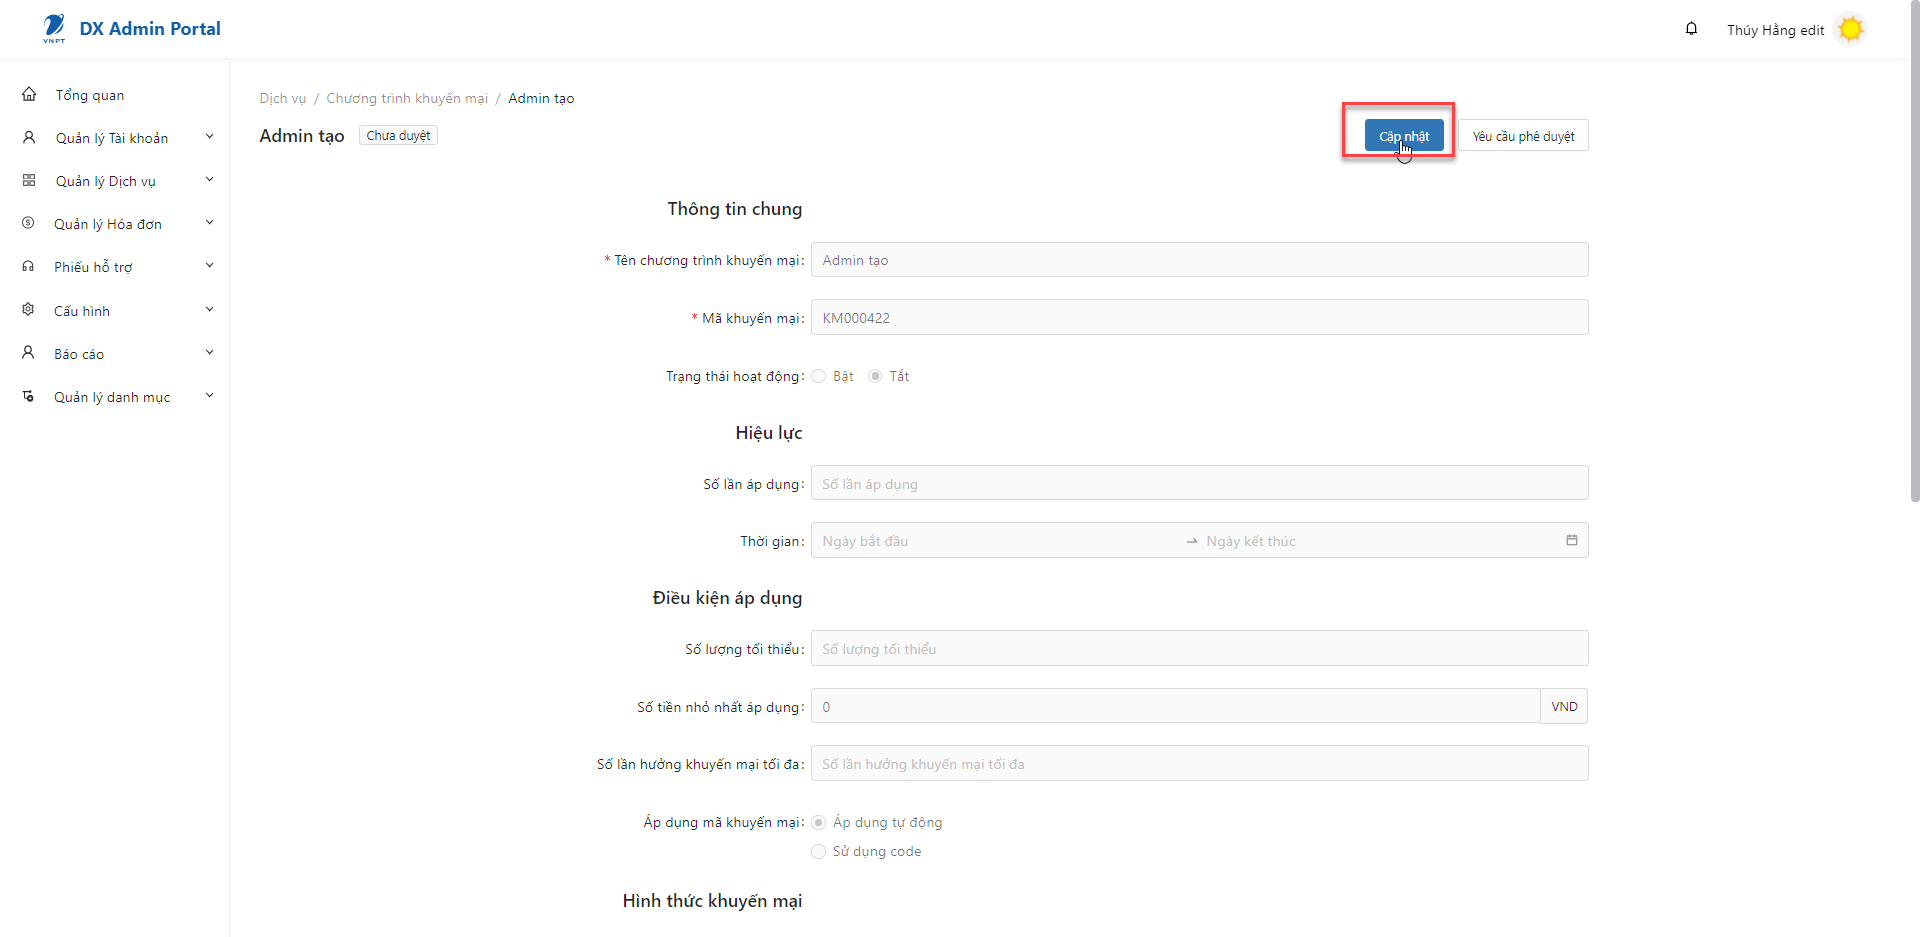 VNPT
DX Admin Portal
Thúy Hằng edit
Tổng quan
Quản lý Tài khoản
Quản lý Dịch vụ
Quản lý Hóa đơn
Phiếu hỗ trợ
Cấu hình
Báo cáo
Quản lý danh mục
Dịch vụ / Chương trình khuyến mại / Admin tạo
Admin tạo Chưa duyệt
Cập nhật Yêu cầu phê duyệt
Thông tin chung
* Tên chương trình khuyến mại: Admin tạo
* Mã khuyến mại: KM000422
Trạng thái hoạt động: Bật Tắt
Hiệu lực
Số lần áp dụng: Số lần áp dụng
Thời gian: Ngày bắt đầu → Ngày kết thúc
Điều kiện áp dụng
Số lượng tối thiểu: Số lượng tối thiểu
Số tiền nhỏ nhất áp dụng: 0 VND
Số lần hưởng khuyến mại tối đa: Số lần hưởng khuyến mại tối đa
Áp dụng mã khuyến mại: Áp dụng tự động
Sử dụng code
Hình thức khuyến mại